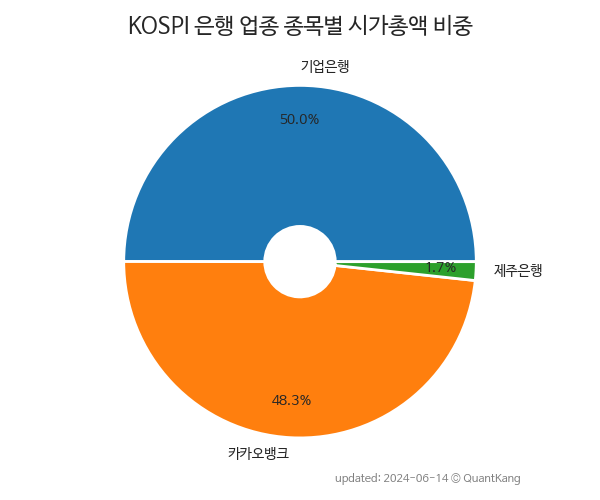 KOSPI 은행 업종 종목별 시가총액 비중
기업은행
50.0%
1.7%
제주은행
48.3%
카카오뱅크
updated: 2024-06-14 © QuantKang